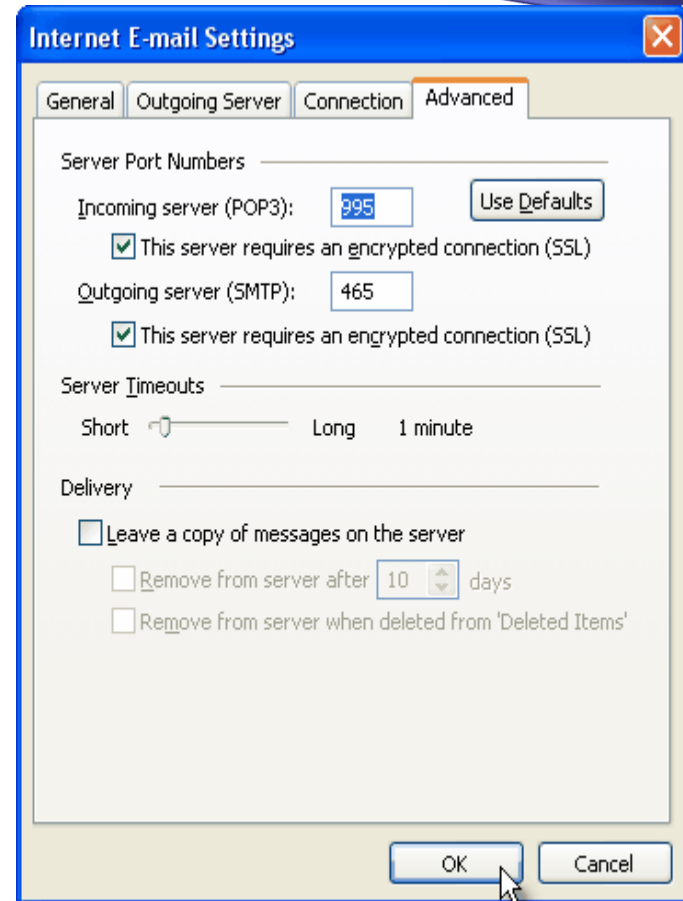 Internet E-mail Settings
General Outgoing Server Connection Advanced
Server Port Numbers
Incoming server (POP3): 995 Use Defaults
This server requires an encrypted connection (SSL)
Outgoing server (SMTP): 465
This server requires an encrypted connection (SSL)
Server Timeouts
Short Long 1 minute
Delivery
Leave a copy of messages on the server
Remove from server after 10 days
Remove from server when deleted from 'Deleted Items'
OK Cancel